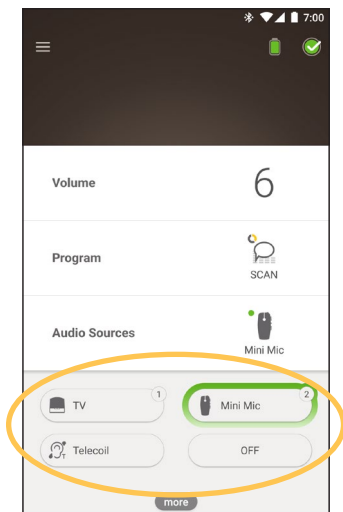 7:00
Volume 6
Program
SCAN
Audio Sources
Mini Mic
TV 1
Mini Mic 2
T Telecoil
OFF
more